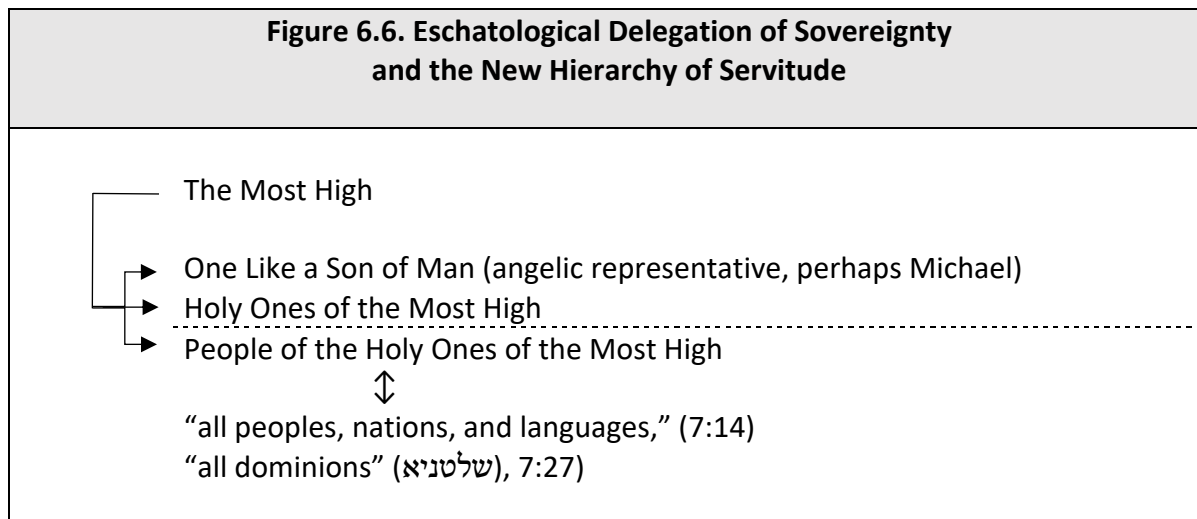 Figure 6.6. Eschatological Delegation of Sovereignty
and the New Hierarchy of Servitude
The Most High
One Like a Son of Man (angelic representative, perhaps Michael)
Holy Ones of the Most High
People of the Holy Ones of the Most High
“all peoples, nations, and languages,” (7:14)
“all dominions” (שלטניא), 7:27)